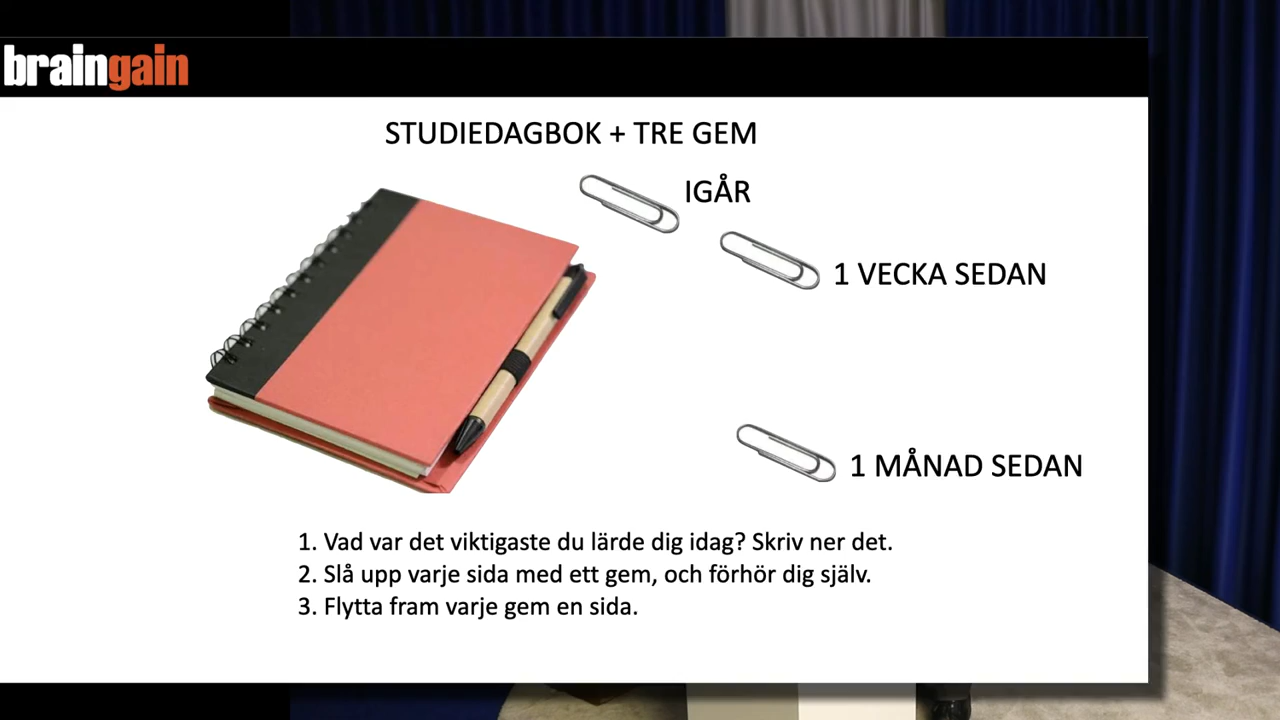 braingain
STUDIEDAGBOK + TRE GEM
IGÅR
1 VECKA SEDAN
1 MÅNAD SEDAN
1. Vad var det viktigaste du lärde dig idag? Skriv ner det.
2. Slå upp varje sida med ett gem, och förhör dig själv.
3. Flytta fram varje gem en sida.